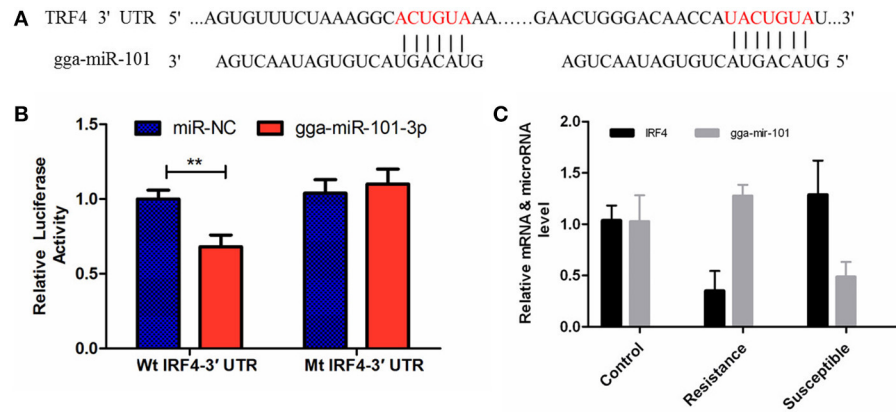 A
TRF4 3' UTR 5' ...AGUGUUUCUAAAGGCACUGUAAA......GAACUGGGACAACCAUACUGUAU...3'
gga-miR-101 3' AGUCAAUAGUGUCAUGACAUG AGUCAAUAGUGUCAUGACAUG 5'
B
miR-NC gga-miR-101-3p
Relative Luciferase
Activity
1.5
1.0
0.5
0.0
**
Wt IRF4-3′ UTR Mt IRF4-3′ UTR
C
IRF4 gga-mir-101
Relative mRNA & microRNA
level
2.0
1.5
1.0
0.5
0.0
Control
Resistance
Susceptible